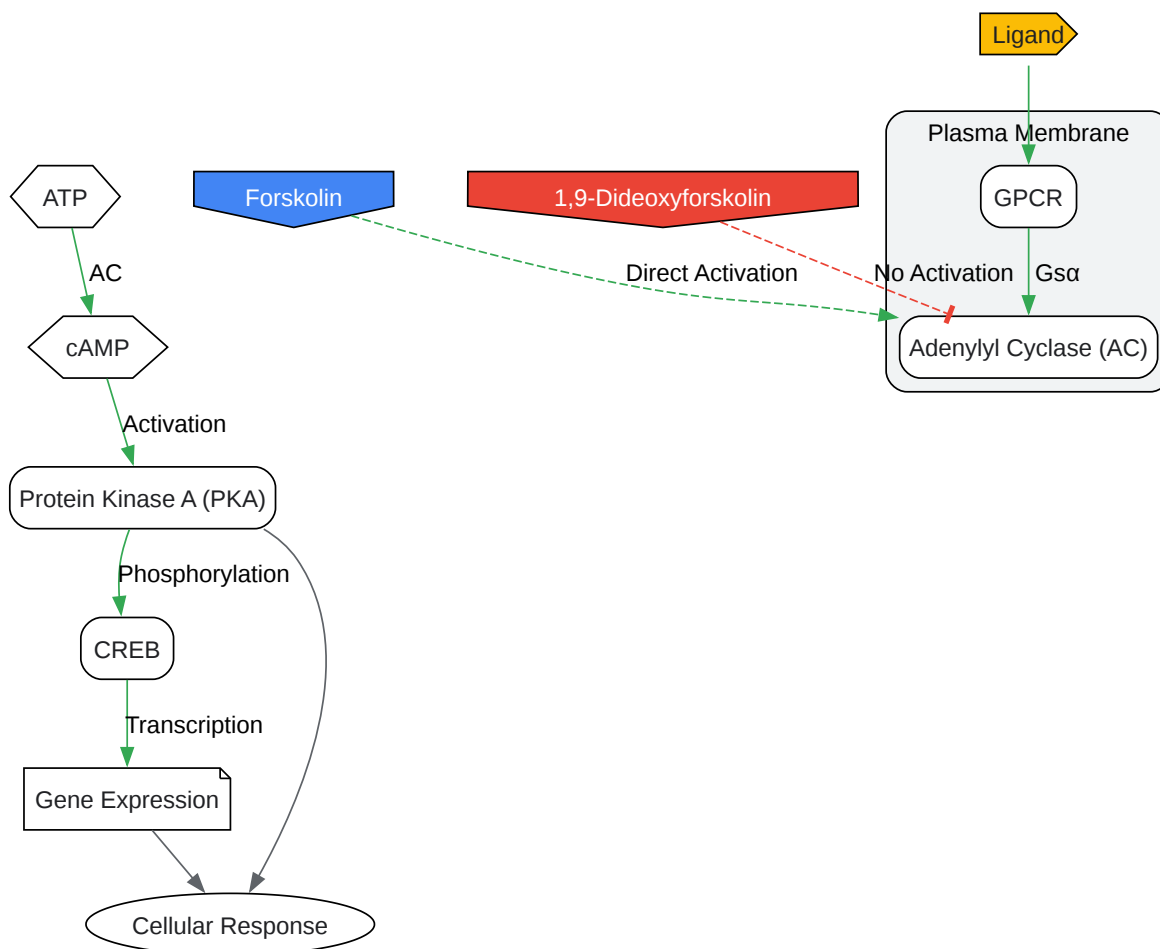 Ligand
Plasma Membrane
ATP
Forskolin
1,9-Dideoxyforskolin
GPCR
AC
Direct Activation
No Activation
Gsα
cAMP
Adenylyl Cyclase (AC)
Activation
Protein Kinase A (PKA)
Phosphorylation
CREB
Transcription
Gene Expression
Cellular Response